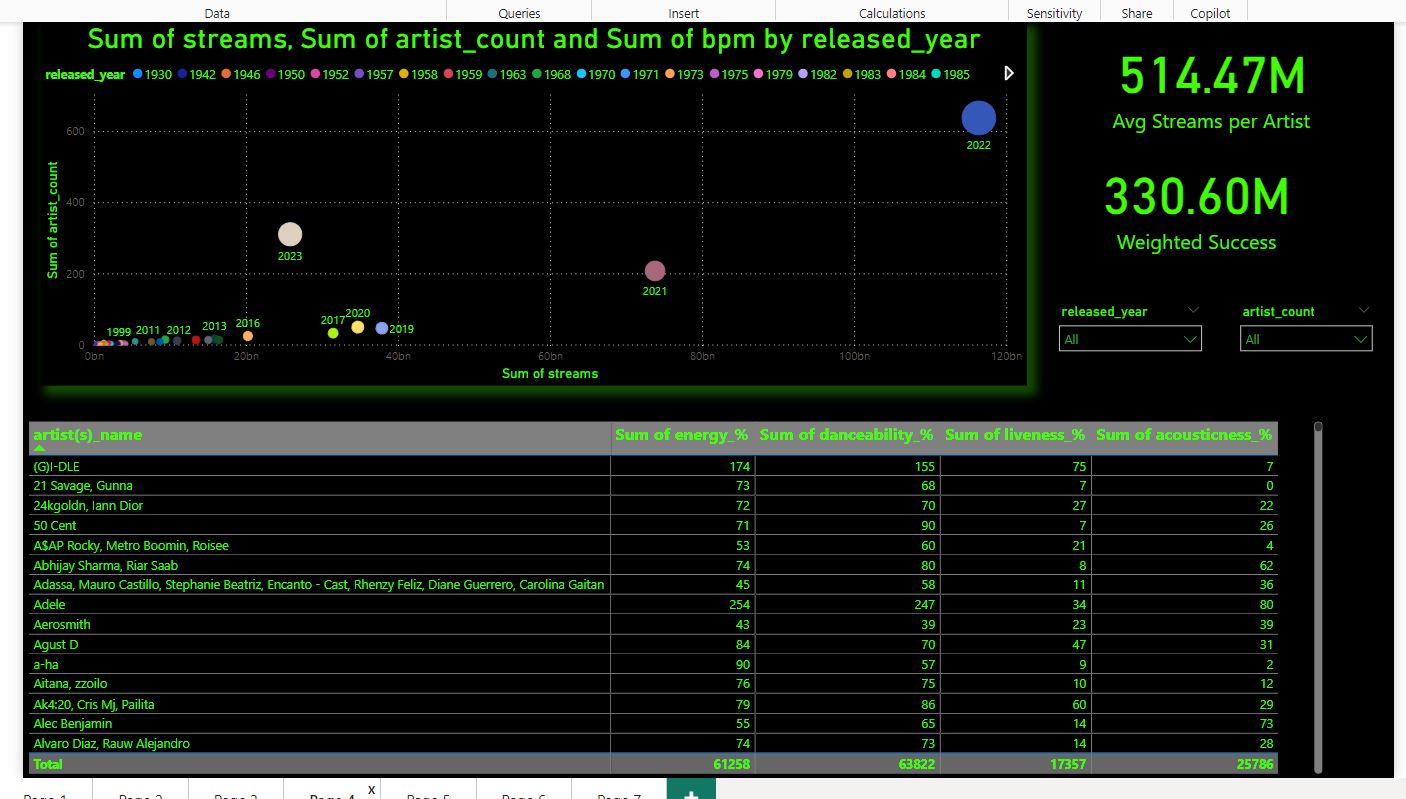 Data Queries Insert Calculations Sensitivity Share Copilot
Sum of streams, Sum of artist_count and Sum of bpm by released_year
released_year 1930 1942 1946 1950 1952 1957 1958 1959 1963 1968 1970 1971 1973 1975 1979 1982 1983 1984 1985
Sum of artist_count
600
400
200
0
2022
2023
2021
1999 2011 2012 2013 2016 2017 2020 2019
0bn 20bn 40bn 60bn 80bn 100bn 120bn
Sum of streams
514.47M
Avg Streams per Artist
330.60M
Weighted Success
released_year
All
artist_count
All
artist(s)_name Sum of energy_% Sum of danceability_% Sum of liveness_% Sum of acousticness_%
(G)I-DLE 174 155 75 7
21 Savage, Gunna 73 68 7 0
24kgoldn, Iann Dior 72 70 27 22
50 Cent 71 90 7 26
A$AP Rocky, Metro Boomin, Roisee 53 60 21 4
Abhijay Sharma, Riar Saab 74 80 8 62
Adassa, Mauro Castillo, Stephanie Beatriz, Encanto - Cast, Rhenzy Feliz, Diane Guerrero, Carolina Gaitan 45 58 11 36
Adele 254 247 34 80
Aerosmith 43 39 23 39
Agust D 84 70 47 31
a-ha 90 57 9 2
Aitana, zzoilo 76 75 10 12
Ak4:20, Cris Mj, Pailita 79 86 60 29
Alec Benjamin 55 65 14 73
Alvaro Diaz, Rauw Alejandro 74 73 14 28
Total 61258 63822 17357 25786
Page 1 Page 2 Page 3 Page 4 x Page 5 Page 6 Page 7 +